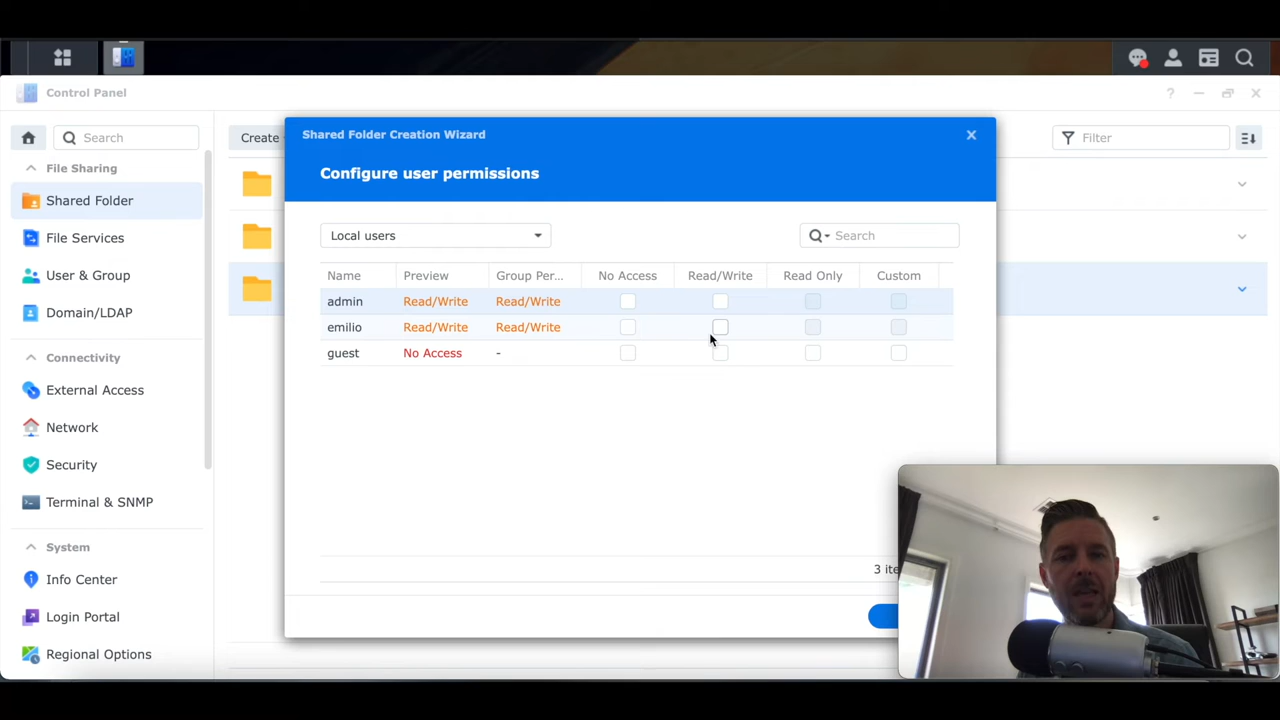 Control Panel
?
Search
File Sharing
Shared Folder
File Services
User & Group
Domain/LDAP
Connectivity
External Access
Network
Security
Terminal & SNMP
System
Info Center
Login Portal
Regional Options
Create
Filter
Shared Folder Creation Wizard
Configure user permissions
Local users
Search
Name Preview Group Per... No Access Read/Write Read Only Custom
admin Read/Write Read/Write
emilio Read/Write Read/Write
guest No Access -
3 ite